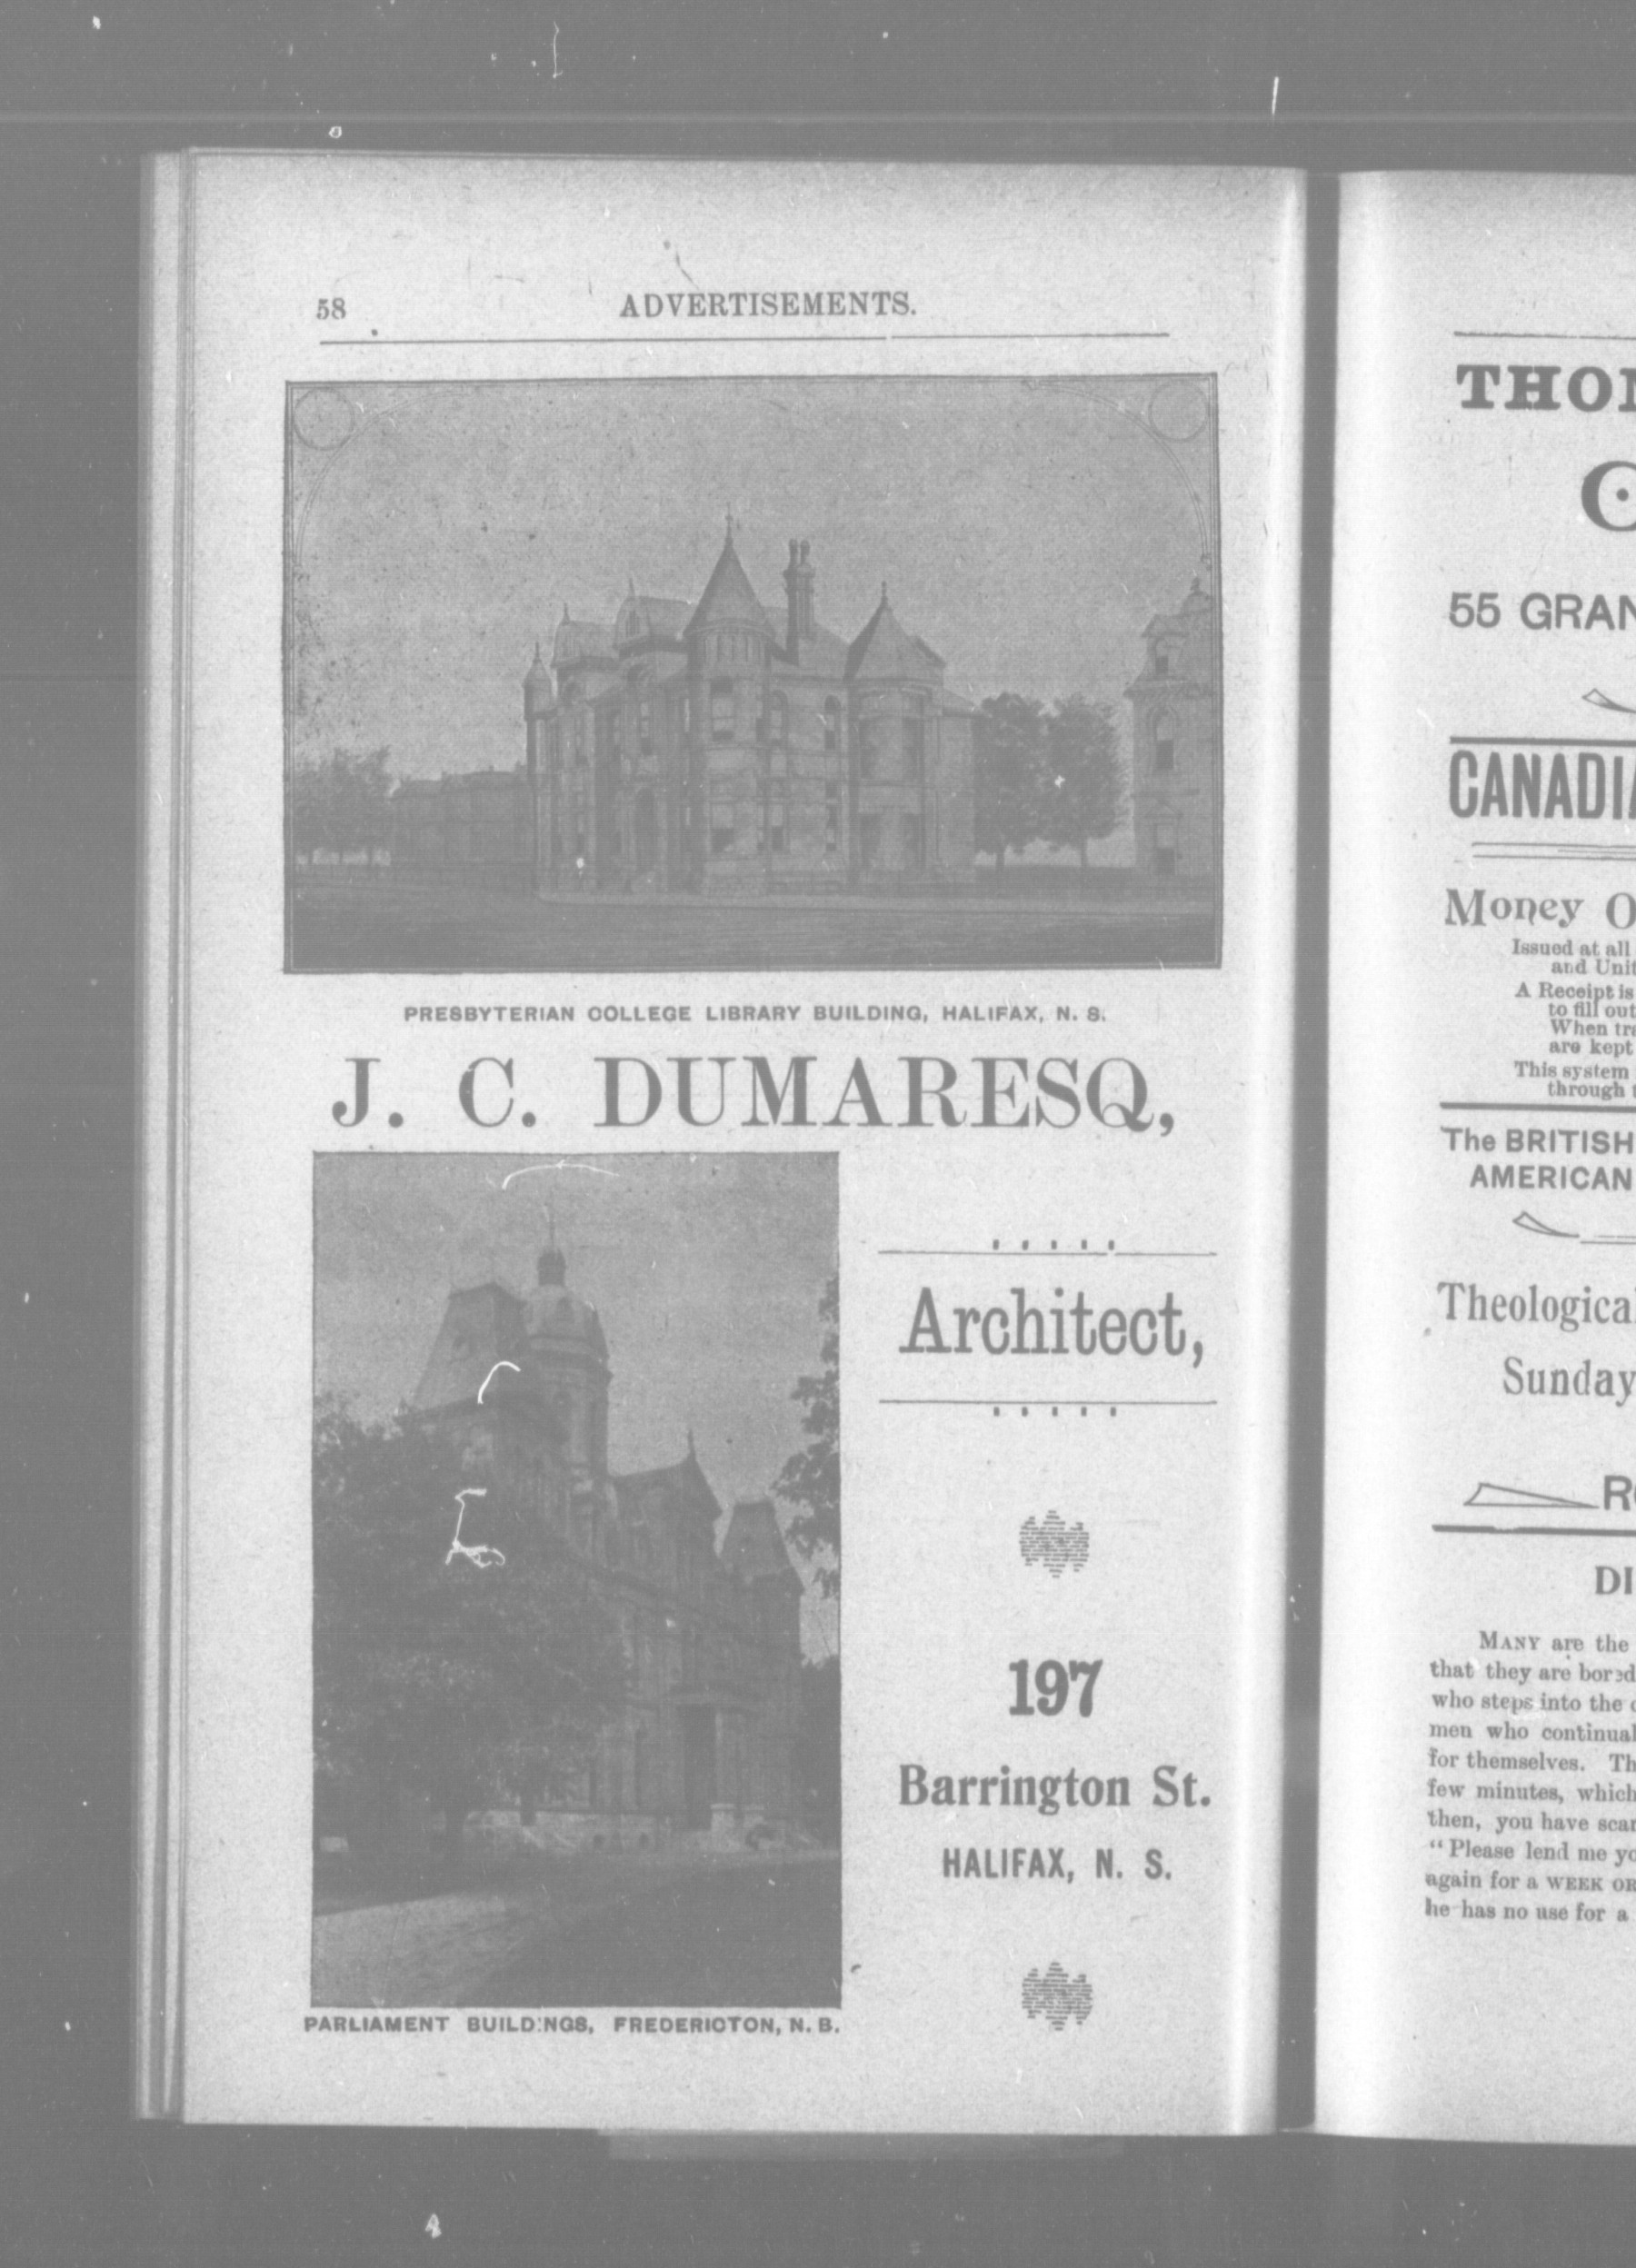 58
ADVERTISEMENTS.
PRESBYTERIAN COLLEGE LIBRARY BUILDING, HALIFAX, N. S.
J. C. DUMARESQ,
Architect,
197
Barrington St.
HALIFAX, N. S.
PARLIAMENT BUILDINGS, FREDERICTON, N. B.
55
CANADIA
Money O
Issued at all
and Unit
A Receipt is
to fill out
When tra
are kept
This system
through t
The BRITISH
AMERICAN
Theological
Sunday
DI
MANY are the
that they are bored
who steps into the
men who continual
for themselves. Th
few minutes, which
then, you have scar
"Please lend me yo
again for a WEEK OR
he has no use for a